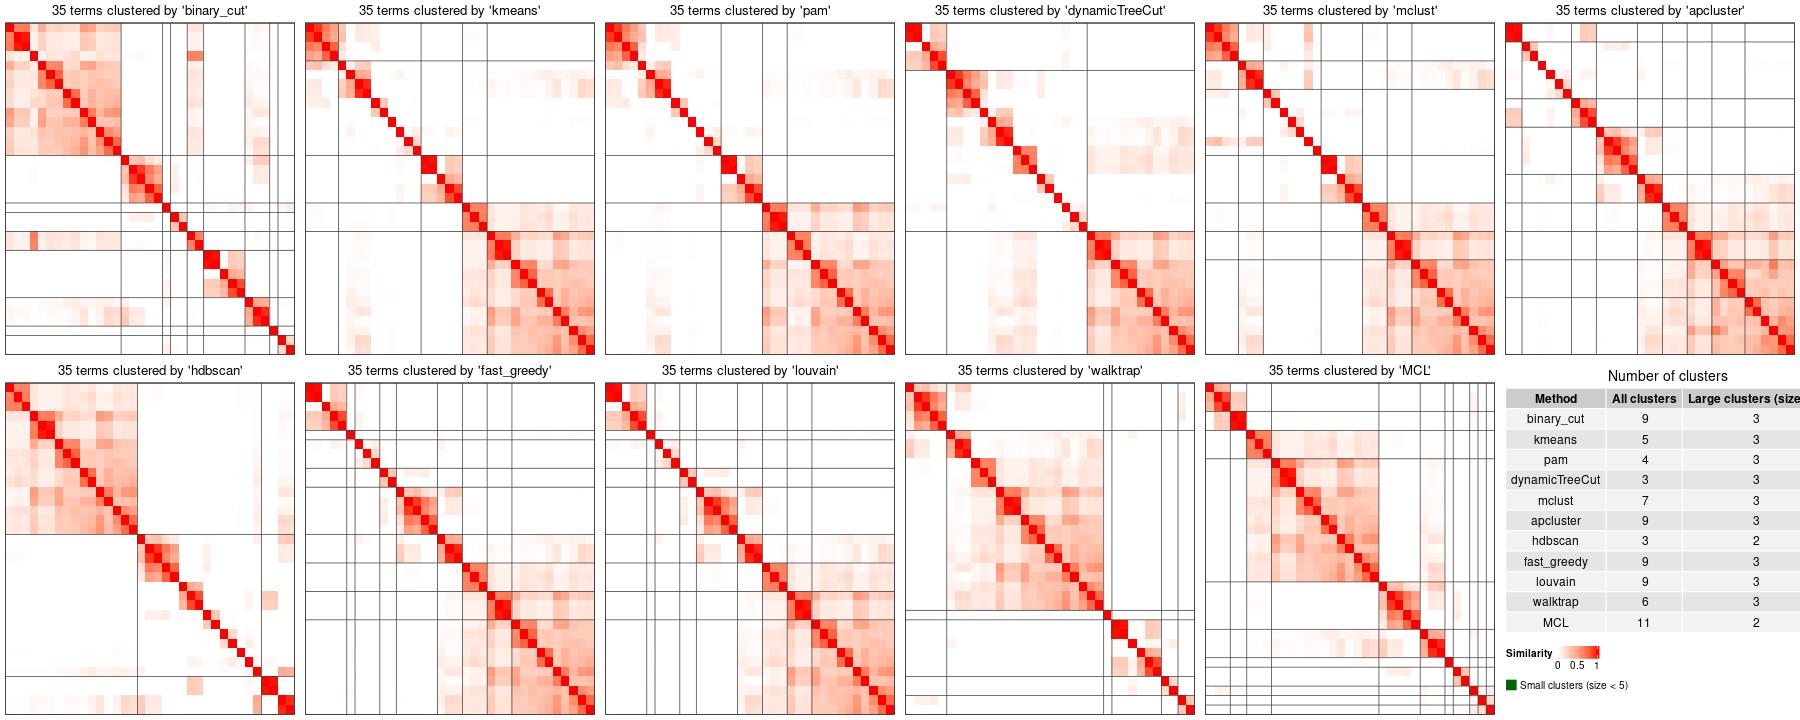 35 terms clustered by 'binary_cut'
35 terms clustered by 'kmeans'
35 terms clustered by 'pam'
35 terms clustered by 'dynamicTreeCut'
35 terms clustered by 'mclust'
35 terms clustered by 'apcluster'
35 terms clustered by 'hdbscan'
35 terms clustered by 'fast_greedy'
35 terms clustered by 'louvain'
35 terms clustered by 'walktrap'
35 terms clustered by 'MCL'
Number of clusters
Method All clusters Large clusters (size
binary_cut 9 3
kmeans 5 3
pam 4 3
dynamicTreeCut 3 3
mclust 7 3
apcluster 9 3
hdbscan 3 2
fast_greedy 9 3
louvain 9 3
walktrap 6 3
MCL 11 2
Similarity
0 0.5 1
Small clusters (size < 5)